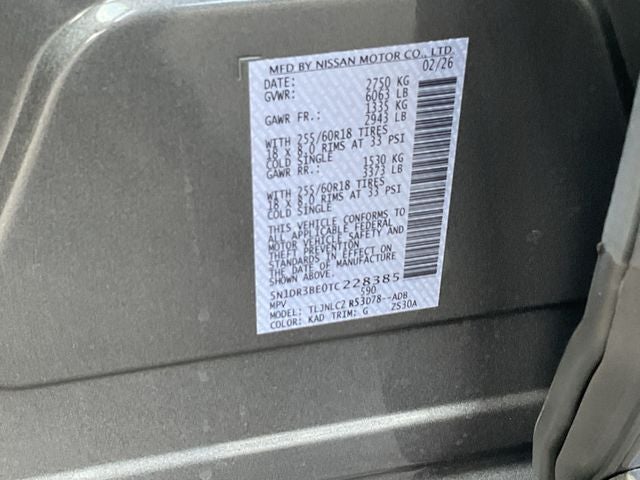 MFD BY NISSAN MOTOR CO., LTD.
DATE: 02/26
GVWR: 2750 KG
6063 LB
GAWR FR.: 1335 KG
2943 LB
WITH 255/60R18 TIRES
18 X 8.0 RIMS AT 33 PSI
COLD SINGLE
GAWR RR.: 1530 KG
3373 LB
WITH 255/60R18 TIRES
18 X 8.0 RIMS AT 33 PSI
COLD SINGLE
THIS VEHICLE CONFORMS TO
ALL APPLICABLE FEDERAL
MOTOR VEHICLE SAFETY AND
THEFT PREVENTION
STANDARDS IN EFFECT ON
THE DATE OF MANUFACTURE
SHOWN ABOVE.
5N1DR3BE0TC228385
MPV 590
MODEL: TLJNLC2 R53D78--ADB
COLOR: KAD TRIM: G 2530A